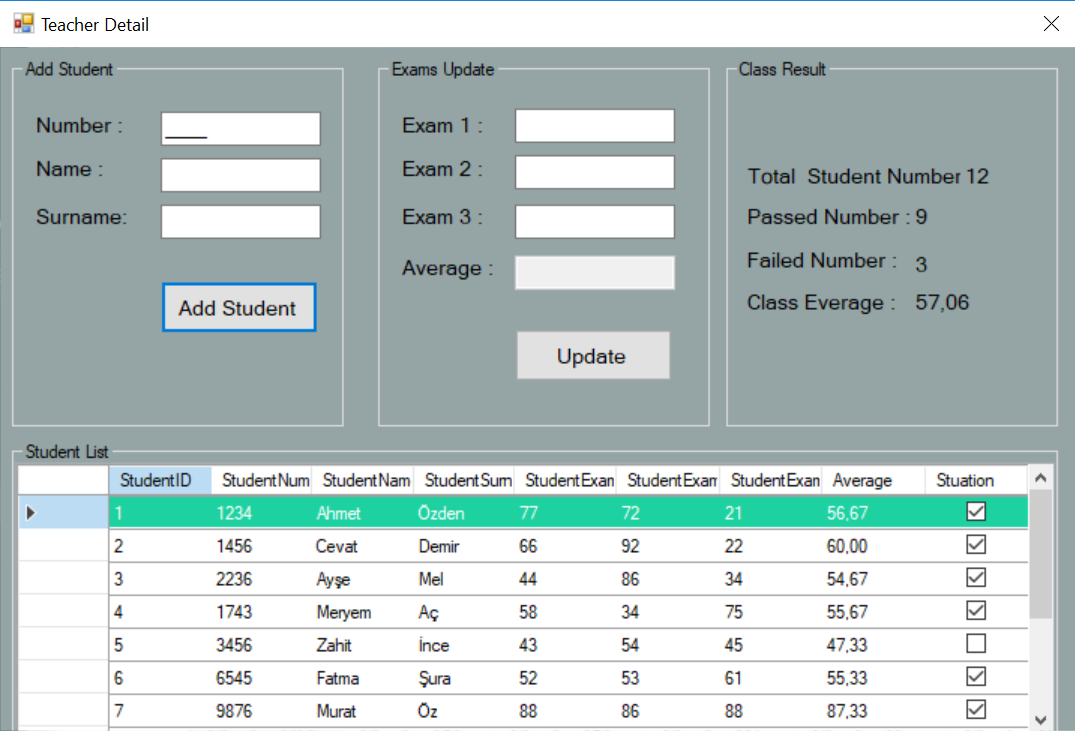 Teacher Detail
Add Student
Number :
____
Name :
Surname:
Add Student
Exams Update
Exam 1 :
Exam 2 :
Exam 3 :
Average :
Update
Class Result
Total Student Number 12
Passed Number : 9
Failed Number : 3
Class Everage : 57,06
Student List
StudentID StudentNum StudentNam StudentSurn StudentExan StudentExam StudentExan Average Stuation
1 1234 Ahmet Özden 77 72 21 56,67
2 1456 Cevat Demir 66 92 22 60,00
3 2236 Ayşe Mel 44 86 34 54,67
4 1743 Meryem Aç 58 34 75 55,67
5 3456 Zahit İnce 43 54 45 47,33
6 6545 Fatma Şura 52 53 61 55,33
7 9876 Murat Öz 88 86 88 87,33